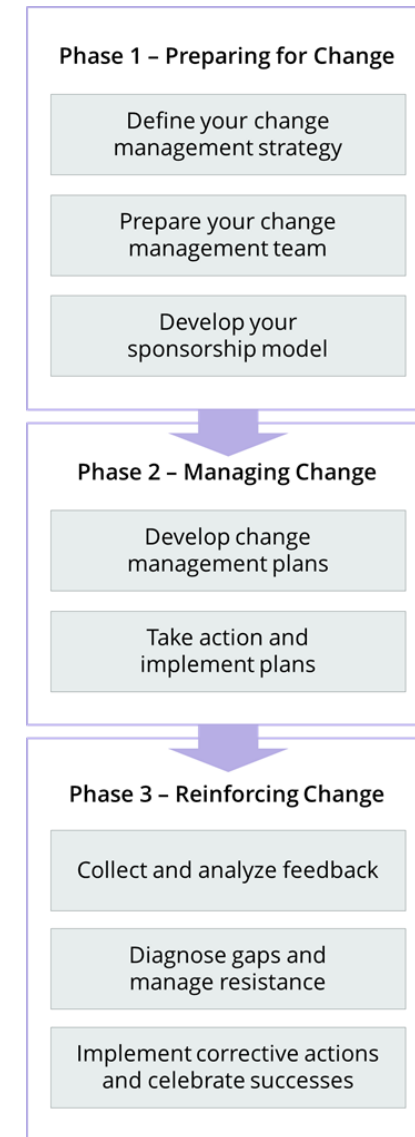 Phase 1 – Preparing for Change
Define your change
management strategy
Prepare your change
management team
Develop your
sponsorship model
Phase 2 – Managing Change
Develop change
management plans
Take action and
implement plans
Phase 3 – Reinforcing Change
Collect and analyze feedback
Diagnose gaps and
manage resistance
Implement corrective actions
and celebrate successes